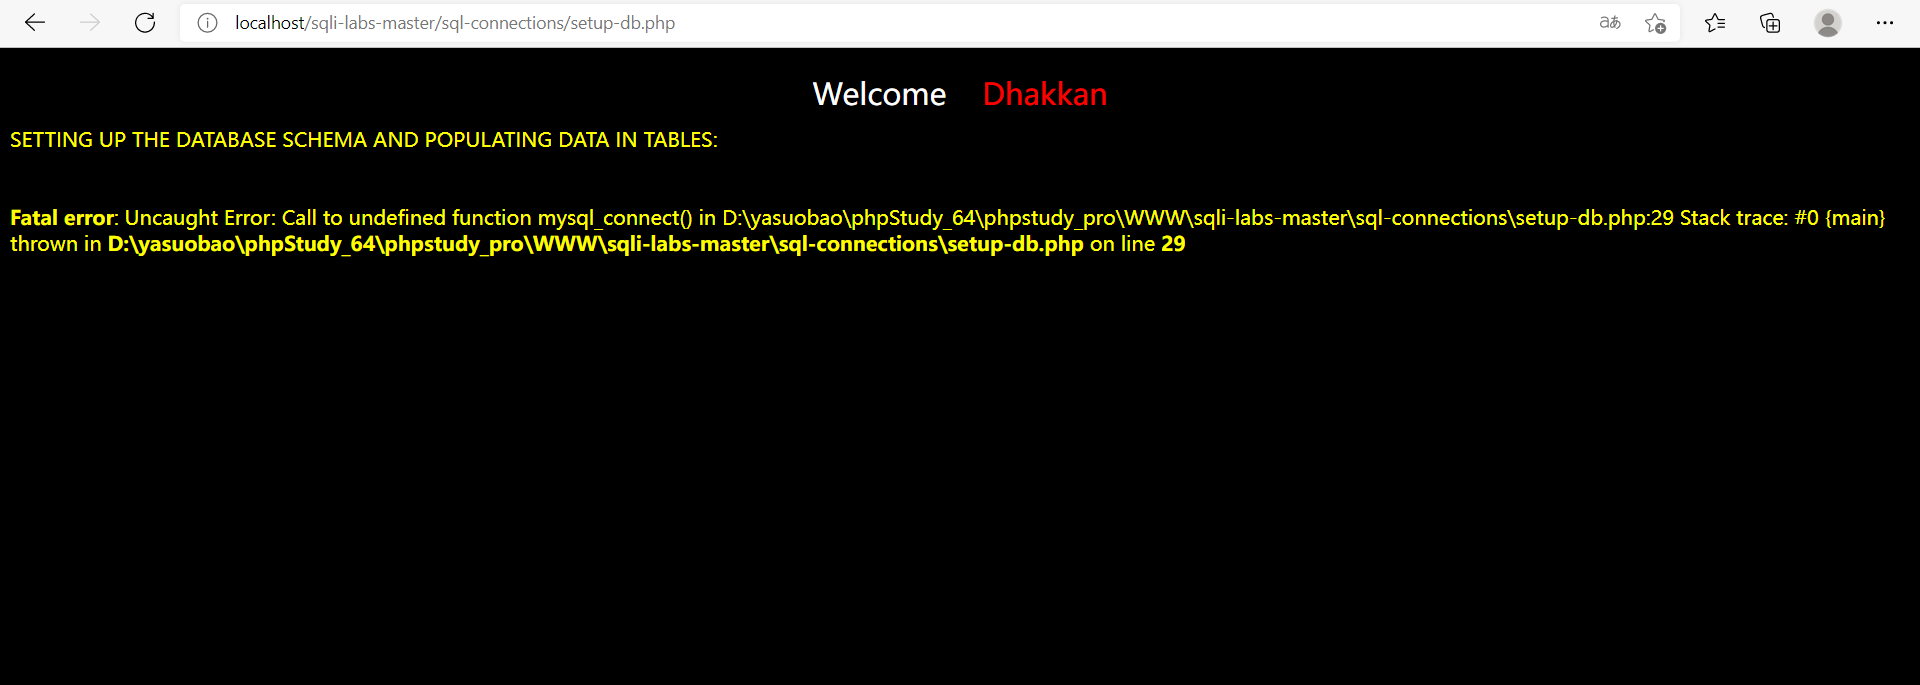 localhost/sqli-labs-master/sql-connections/setup-db.php
aあ
Welcome Dhakkan
SETTING UP THE DATABASE SCHEMA AND POPULATING DATA IN TABLES:
Fatal error: Uncaught Error: Call to undefined function mysql_connect() in D:\yasuobao\phpStudy_64\phpstudy_pro\WWW\sqli-labs-master\sql-connections\setup-db.php:29 Stack trace: #0 {main}
thrown in D:\yasuobao\phpStudy_64\phpstudy_pro\WWW\sqli-labs-master\sql-connections\setup-db.php on line 29